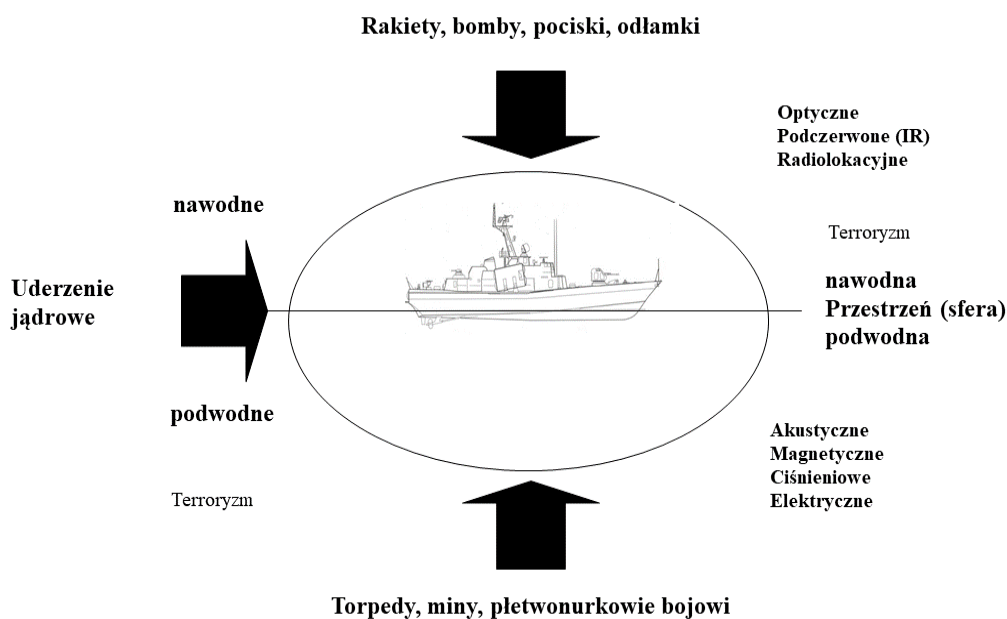 Rakiety, bomby, pociski, odłamki
Optyczne
Podczerwone (IR)
Radiolokacyjne
nawodne
Terroryzm
Uderzenie
jądrowe
nawodna
Przestrzeń (sfera)
podwodna
podwodne
Akustyczne
Magnetyczne
Ciśnieniowe
Elektryczne
Terroryzm
Torpedy, miny, płetwonurkowie bojowi